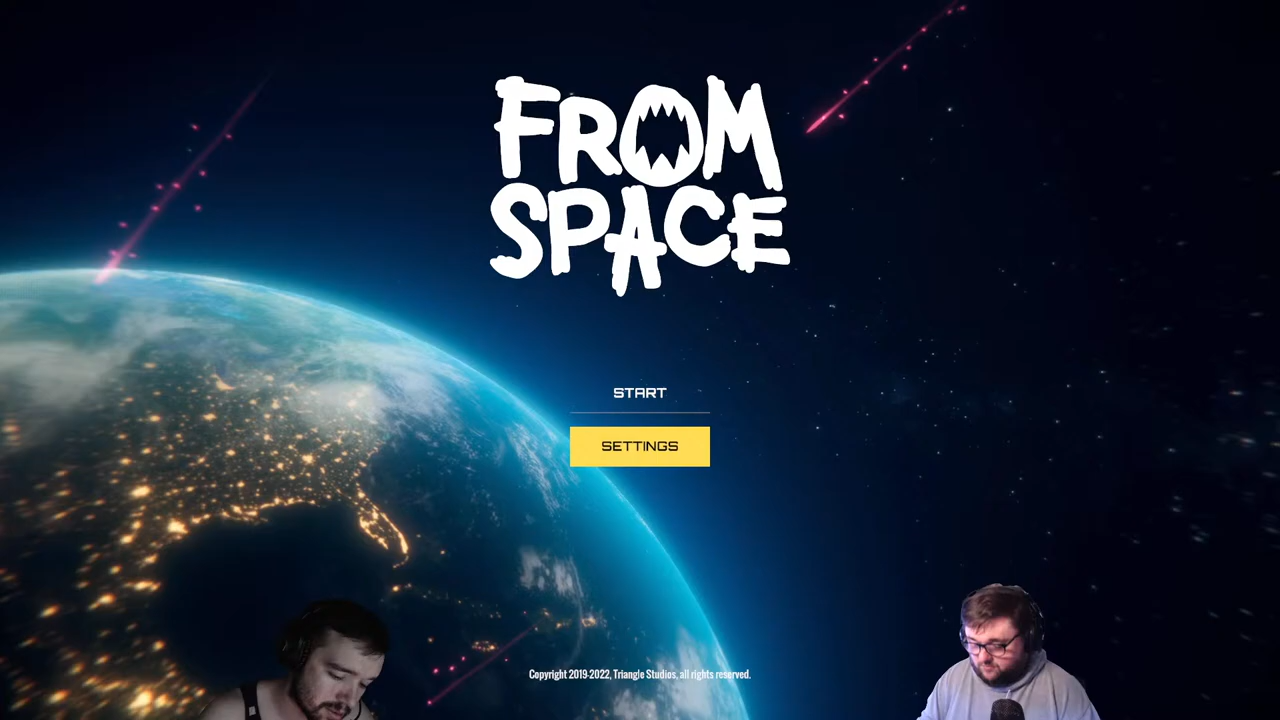 FROM
SPACE
START
SETTINGS
Copyright 2019-2022, Triangle Studios, all rights reserved.